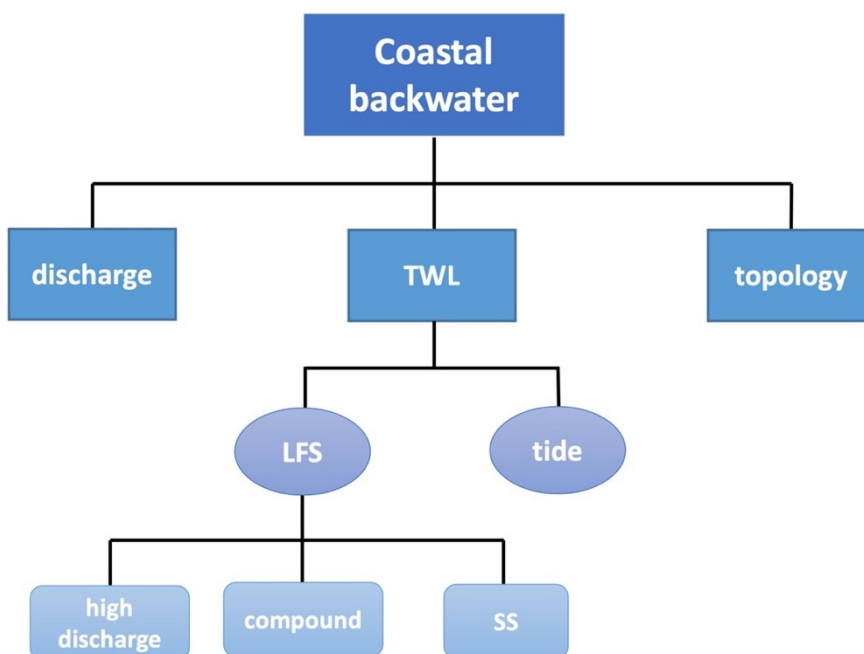 Coastal
backwater
discharge
TWL
topology
LFS
tide
high
discharge
compound
SS